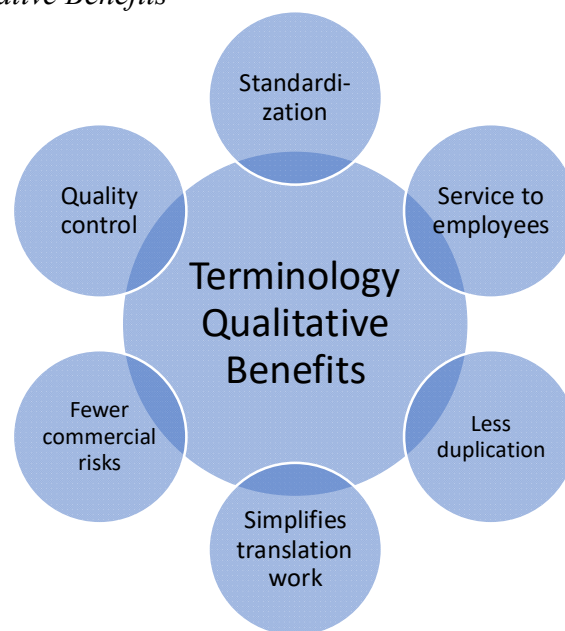 ative Benefits
Standardi-
zation
Quality
control
Service to
employees
Terminology
Qualitative
Benefits
Fewer
commercial
risks
Less
duplication
Simplifies
translation
work